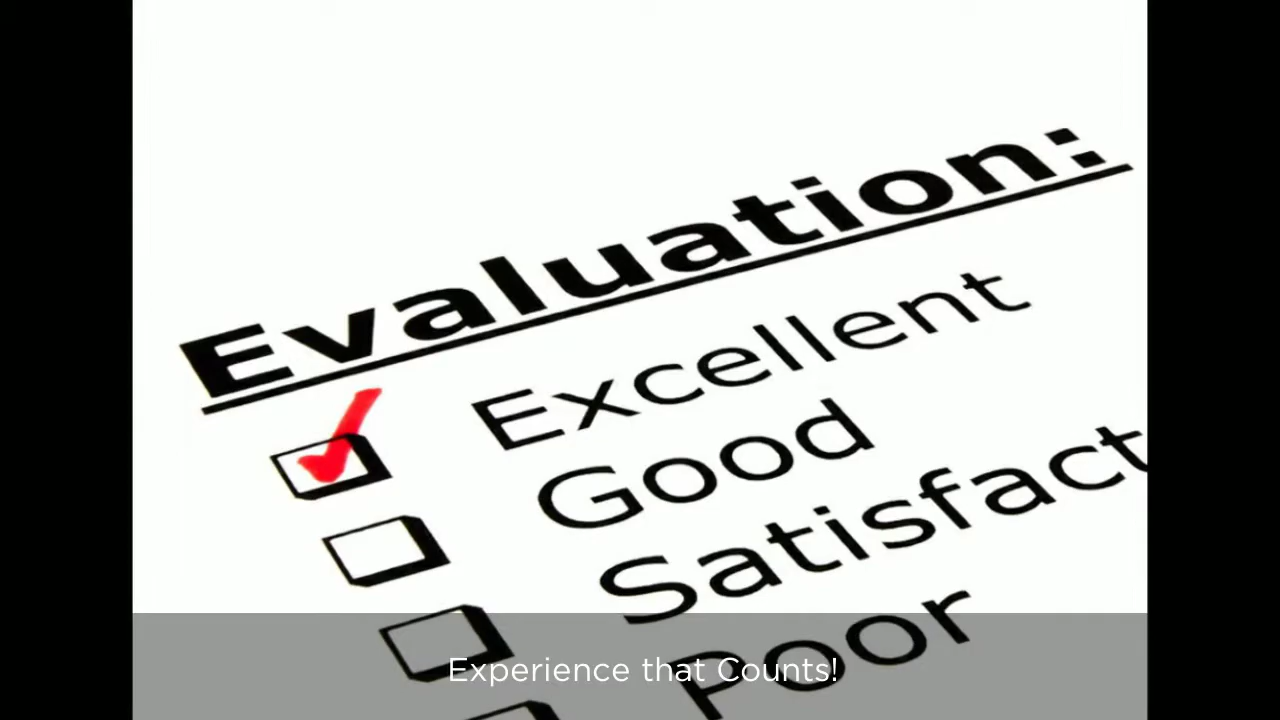 Evaluation:
Excellent
Good
Satisfact
Poor
Experience that Counts!